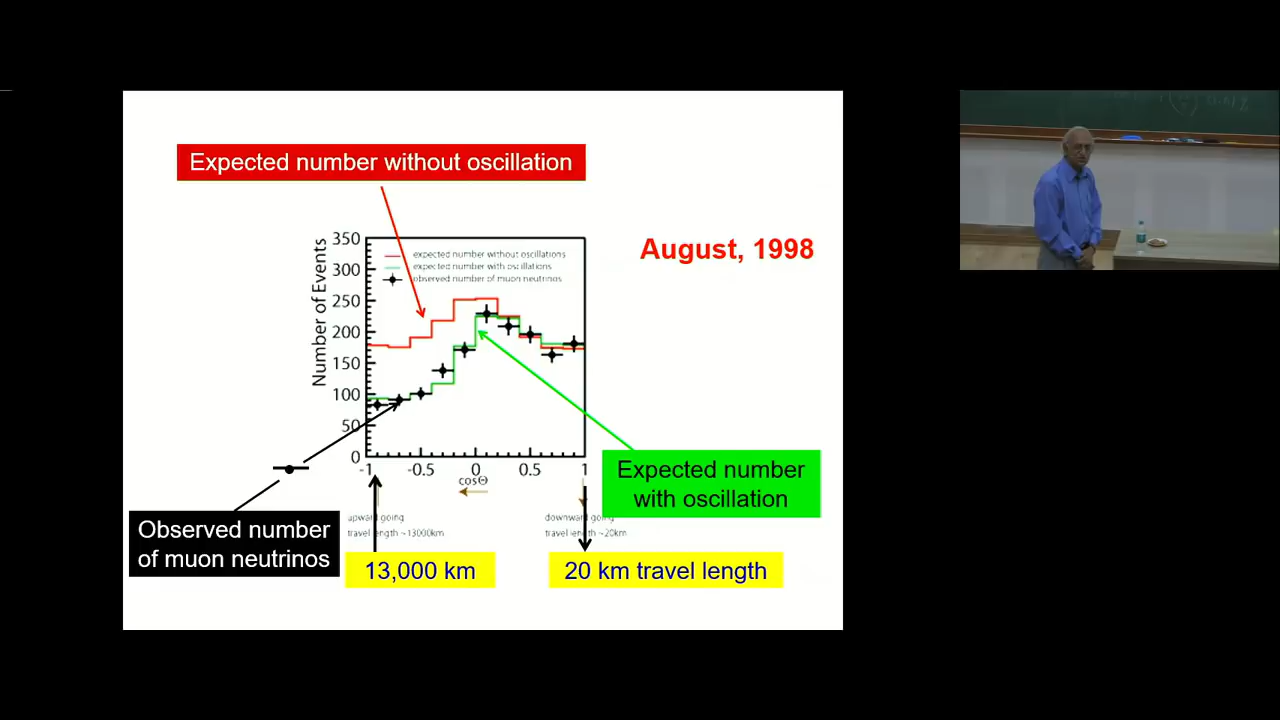 Expected number without oscillation
August, 1998
Number of Events
350
300
250
200
150
100
50
0
expected number without oscillations
expected number with oscillations
observed number of muon neutrinos
-1 -0.5 0 0.5 1
cosΘ
Expected number
with oscillation
Observed number
of muon neutrinos
upward going
travel length ~13000km
downward going
travel length ~20km
13,000 km
20 km travel length